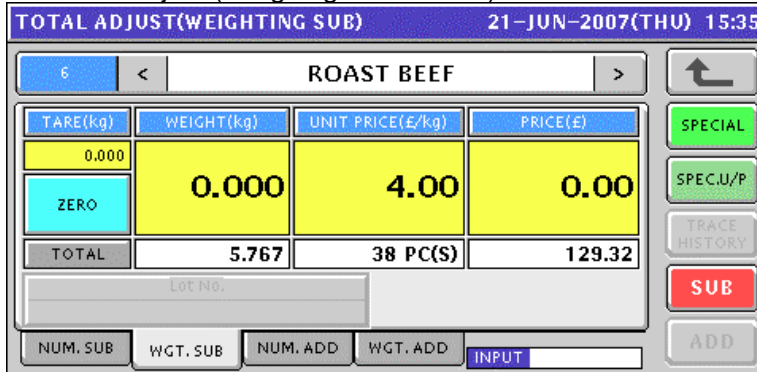 TOTAL ADJUST(WEIGHTING SUB) 21-JUN-2007(THU) 15:35
6 < ROAST BEEF >
TARE(kg) WEIGHT(kg) UNIT PRICE(£/kg) PRICE(£) SPECIAL
0.000
0.000 4.00 0.00 SPEC.U/P
ZERO
TRACE
HISTORY
TOTAL 5.767 38 PC(S) 129.32
Lot No. SUB
NUM. SUB WGT. SUB NUM. ADD WGT. ADD INPUT ADD